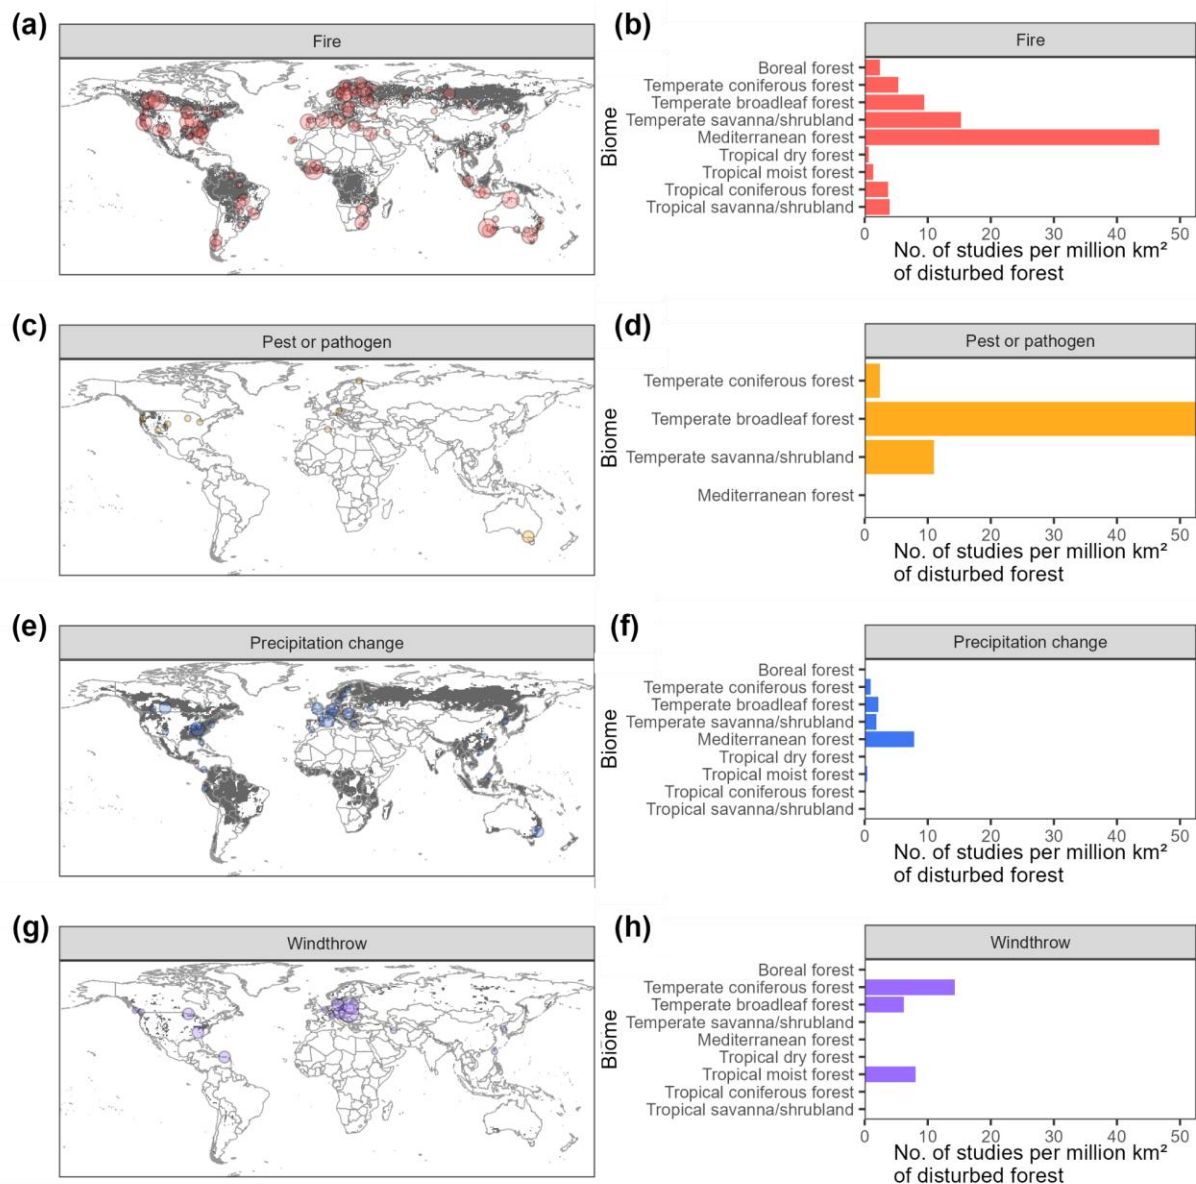 (a)
Fire
(b)
Fire
Biome
Boreal forest
Temperate coniferous forest
Temperate broadleaf forest
Temperate savanna/shrubland
Mediterranean forest
Tropical dry forest
Tropical moist forest
Tropical coniferous forest
Tropical savanna/shrubland
0 10 20 30 40 50
No. of studies per million km²
of disturbed forest
(c)
Pest or pathogen
(d)
Pest or pathogen
Biome
Temperate coniferous forest
Temperate broadleaf forest
Temperate savanna/shrubland
Mediterranean forest
0 10 20 30 40 50
No. of studies per million km²
of disturbed forest
(e)
Precipitation change
(f)
Precipitation change
Biome
Boreal forest
Temperate coniferous forest
Temperate broadleaf forest
Temperate savanna/shrubland
Mediterranean forest
Tropical dry forest
Tropical moist forest
Tropical coniferous forest
Tropical savanna/shrubland
0 10 20 30 40 50
No. of studies per million km²
of disturbed forest
(g)
Windthrow
(h)
Windthrow
Biome
Boreal forest
Temperate coniferous forest
Temperate broadleaf forest
Temperate savanna/shrubland
Mediterranean forest
Tropical dry forest
Tropical moist forest
Tropical coniferous forest
Tropical savanna/shrubland
0 10 20 30 40 50
No. of studies per million km²
of disturbed forest